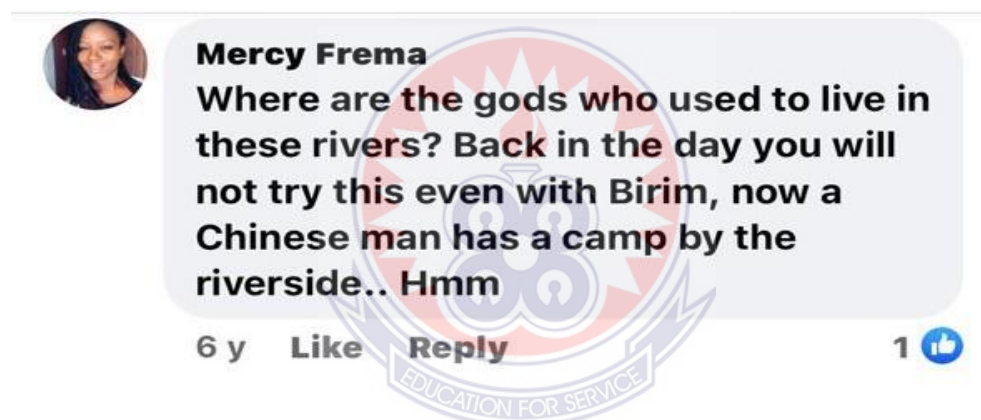 Mercy Frema
Where are the gods who used to live in
these rivers? Back in the day you will
not try this even with Birim, now a
Chinese man has a camp by the
riverside.. Hmm
6 y Like Reply 1
EDUCATION FOR SERVICE